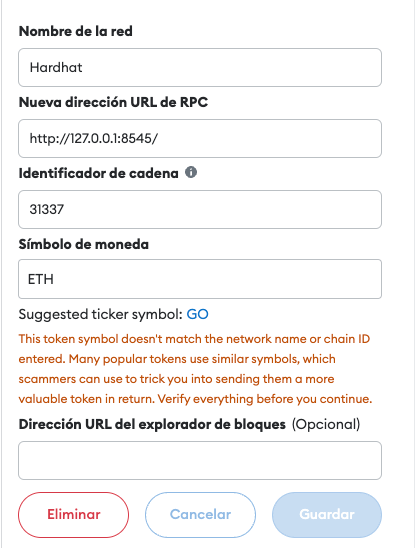 Nombre de la red
Hardhat
Nueva dirección URL de RPC
http://127.0.0.1:8545/
Identificador de cadena
31337
Símbolo de moneda
ETH
Suggested ticker symbol: GO
This token symbol doesn't match the network name or chain ID
entered. Many popular tokens use similar symbols, which
scammers can use to trick you into sending them a more
valuable token in return. Verify everything before you continue.
Dirección URL del explorador de bloques (Opcional)
Eliminar Cancelar Guardar